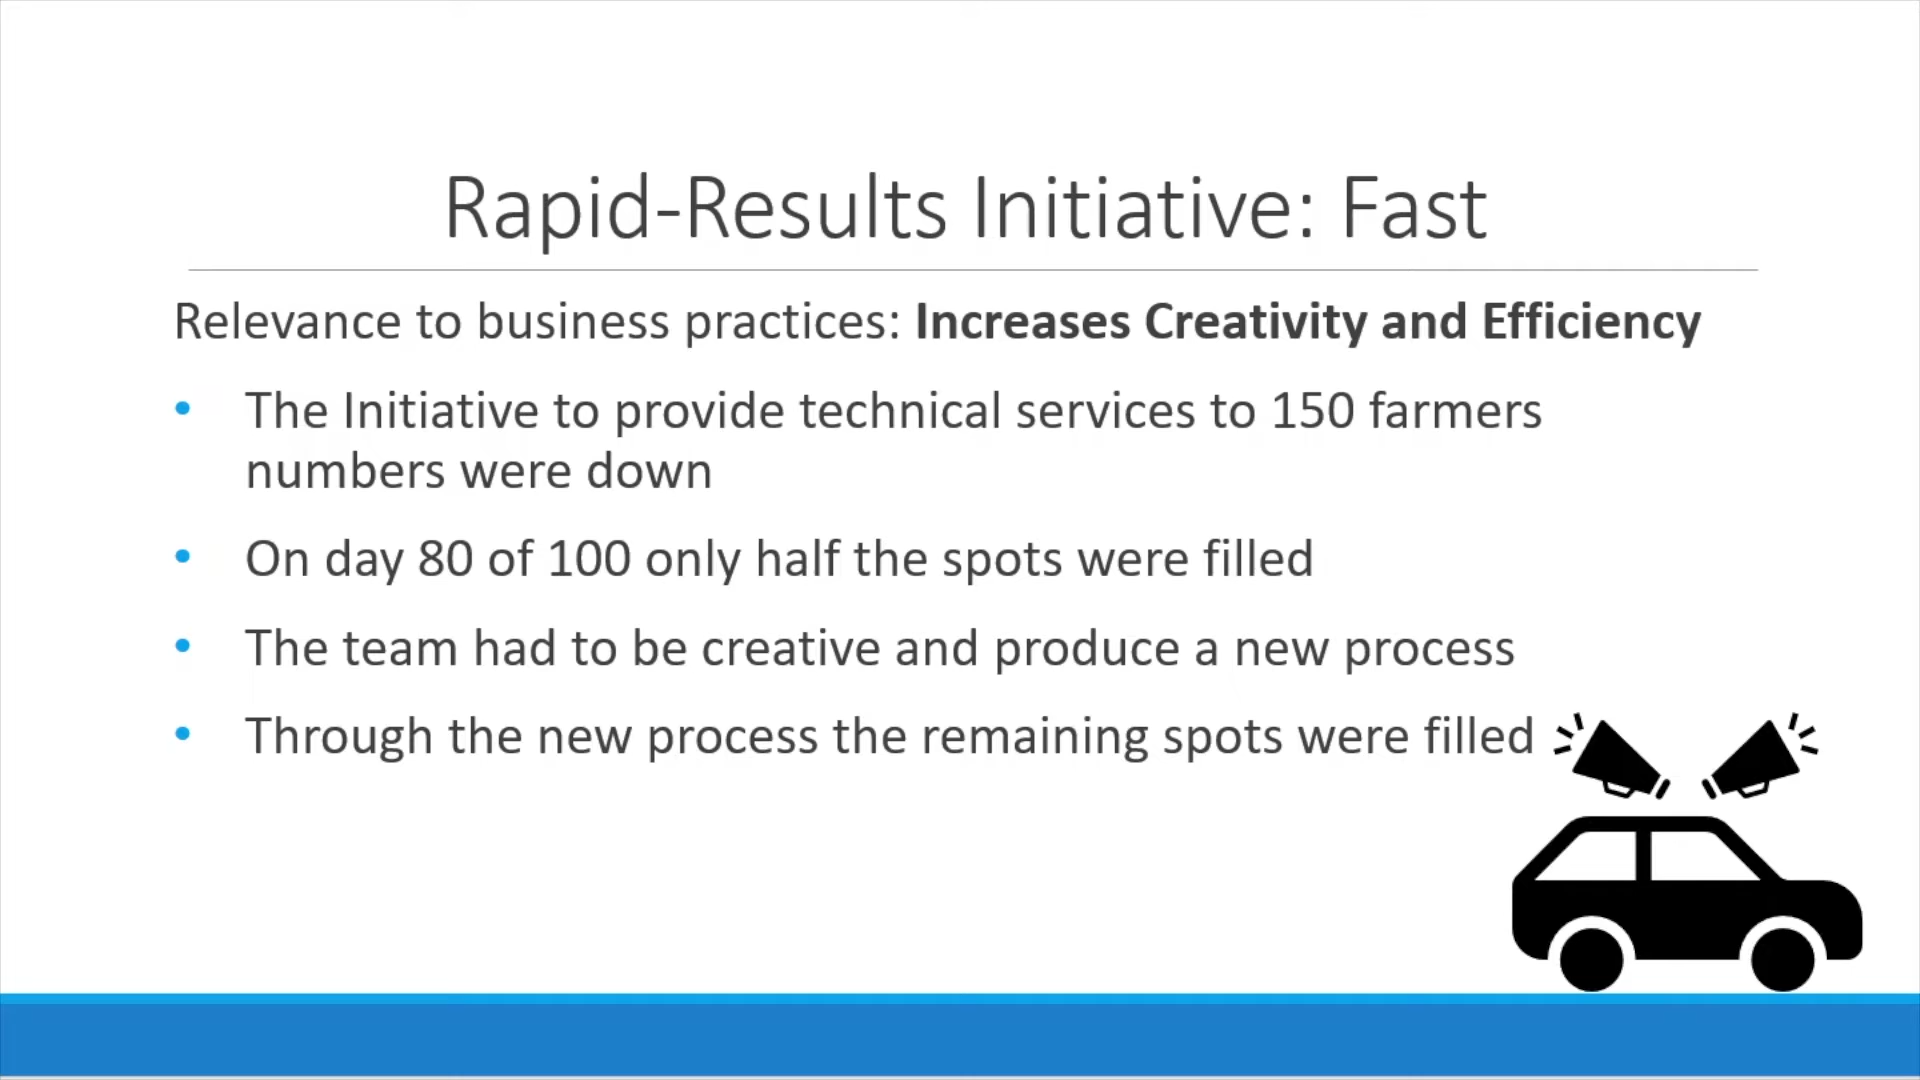 Rapid-Results Initiative: Fast
Relevance to business practices: Increases Creativity and Efficiency
• The Initiative to provide technical services to 150 farmers
numbers were down
• On day 80 of 100 only half the spots were filled
• The team had to be creative and produce a new process
• Through the new process the remaining spots were filled